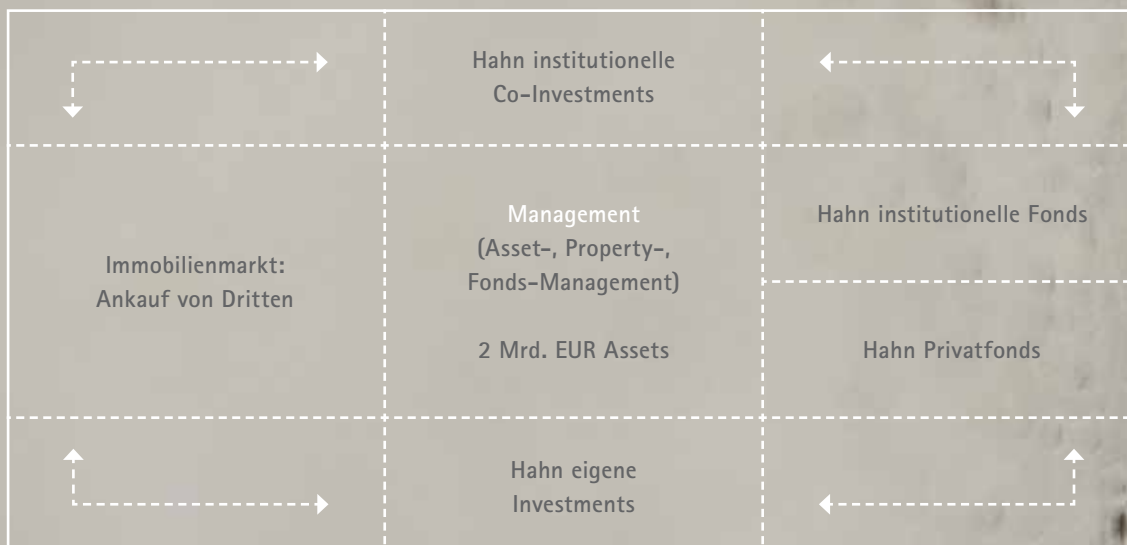 Hahn institutionelle
Co-Investments
Immobilienmarkt:
Ankauf von Dritten
Management
(Asset-, Property-,
Fonds-Management)
2 Mrd. EUR Assets
Hahn institutionelle Fonds
Hahn Privatfonds
Hahn eigene
Investments